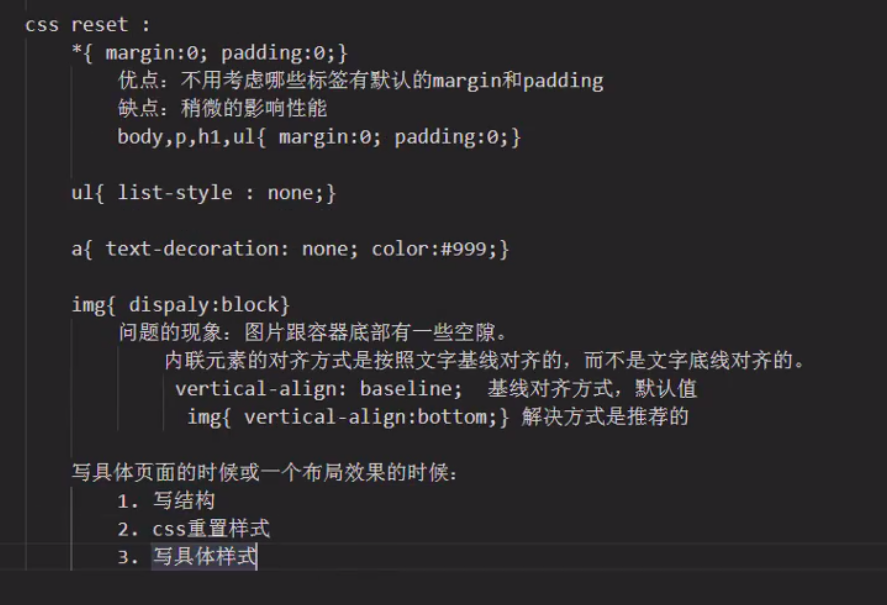 css reset :
*{ margin:0; padding:0;}
优点：不用考虑哪些标签有默认的margin和padding
缺点：稍微的影响性能
body,p,h1,ul{ margin:0; padding:0;}
ul{ list-style : none;}
a{ text-decoration: none; color:#999;}
img{ dispaly:block}
问题的现象：图片跟容器底部有一些空隙。
内联元素的对齐方式是按照文字基线对齐的，而不是文字底线对齐的。
vertical-align: baseline;  基线对齐方式，默认值
img{ vertical-align:bottom;} 解决方式是推荐的
写具体页面的时候或一个布局效果的时候：
1. 写结构
2. css重置样式
3. 写具体样式